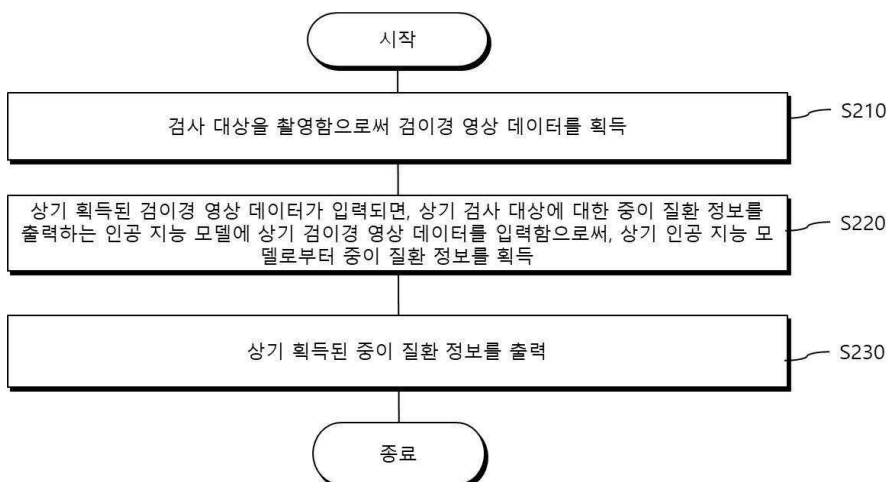 시작
검사 대상을 촬영함으로써 검이경 영상 데이터를 획득
S210
상기 획득된 검이경 영상 데이터가 입력되면, 상기 검사 대상에 대한 중이 질환 정보를
출력하는 인공 지능 모델에 상기 검이경 영상 데이터를 입력함으로써, 상기 인공 지능 모
델로부터 중이 질환 정보를 획득
S220
상기 획득된 중이 질환 정보를 출력
S230
종료